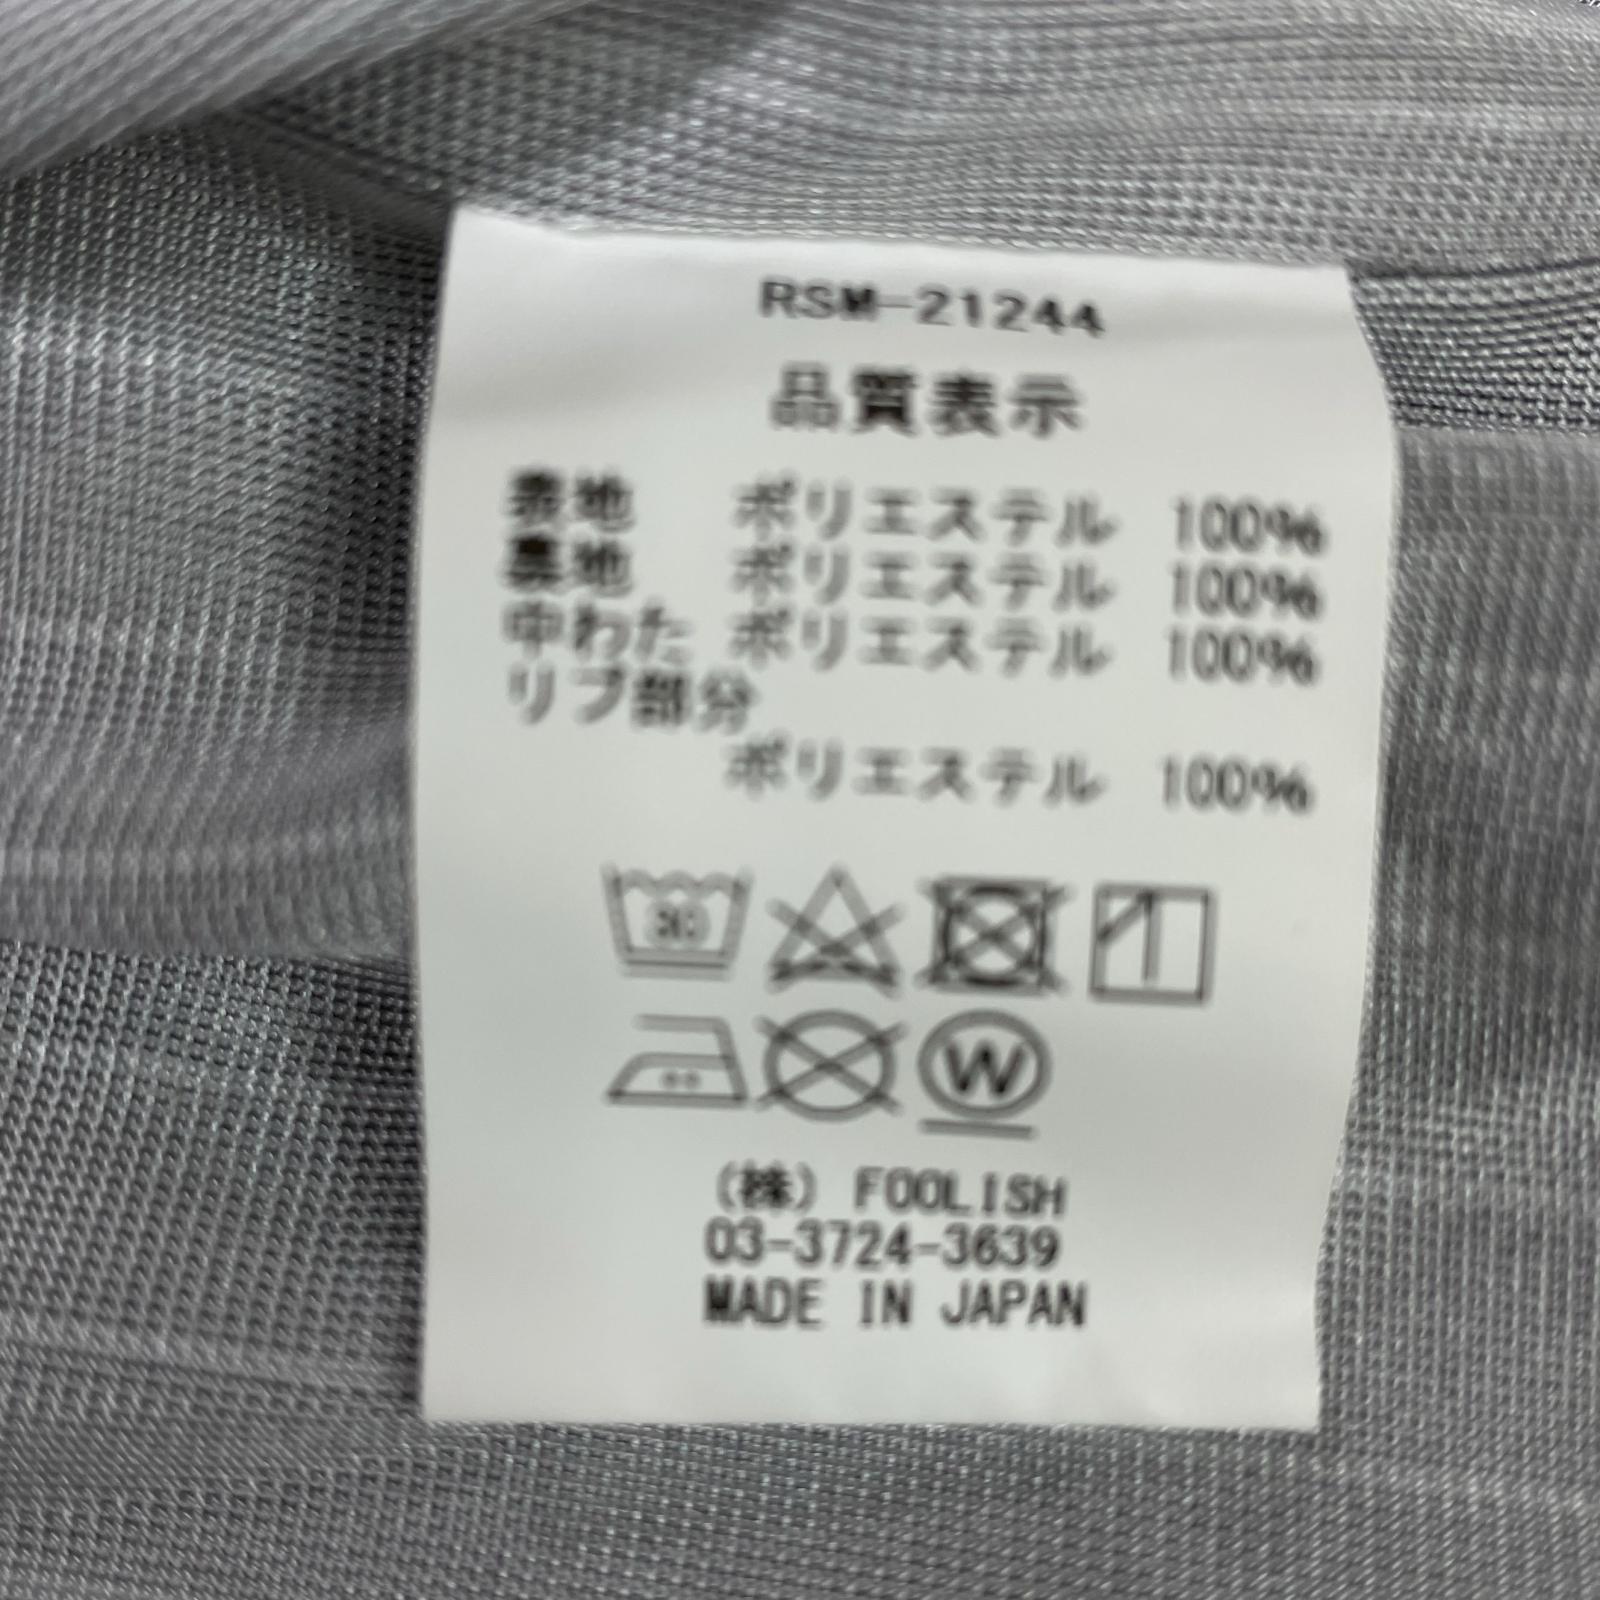 RSM-21244
品質表示
表地 ポリエステル 100%
裏地 ポリエステル 100%
中わた ポリエステル 100%
リブ部分
ポリエステル 100%
30
W
(株) FOOLISH
03-3724-3639
MADE IN JAPAN